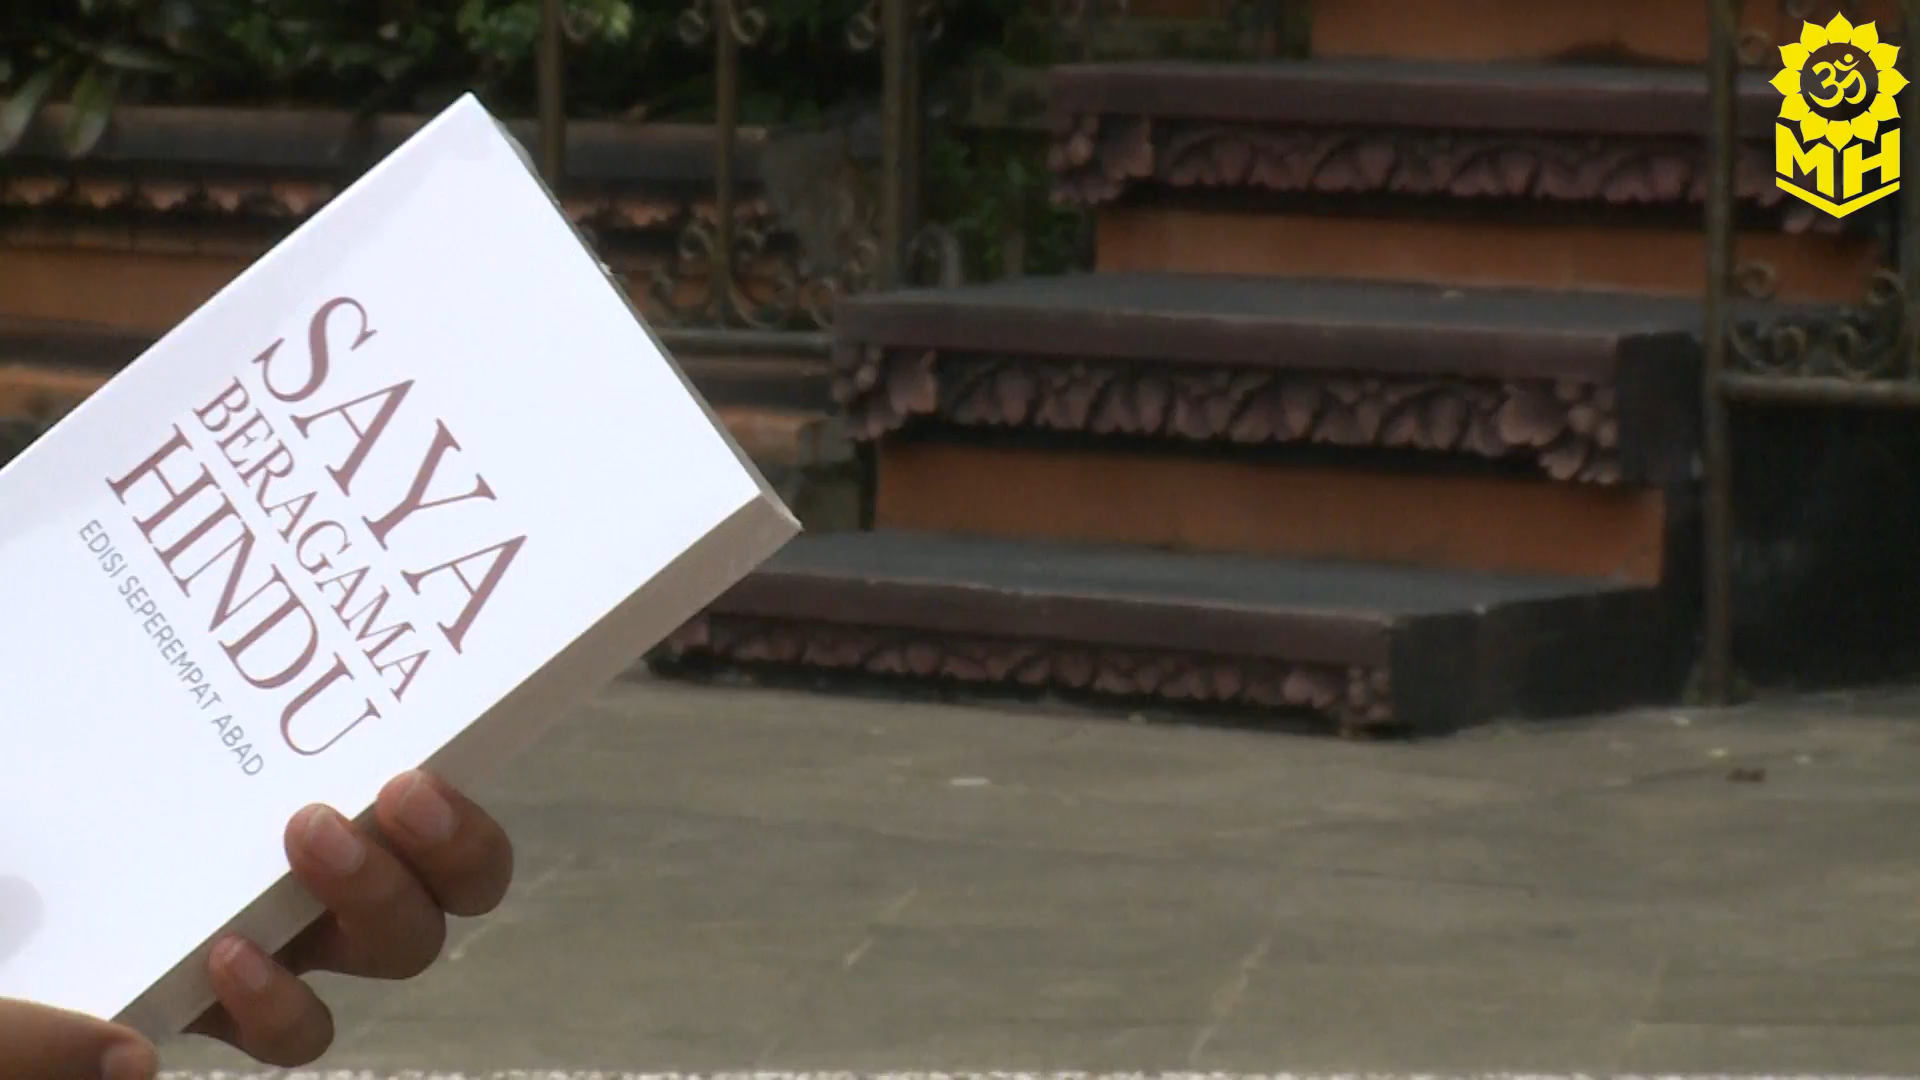 SAYA
BERAGAMA
HINDU
EDISI SEPEREMPAT ABAD
ॐ
MH